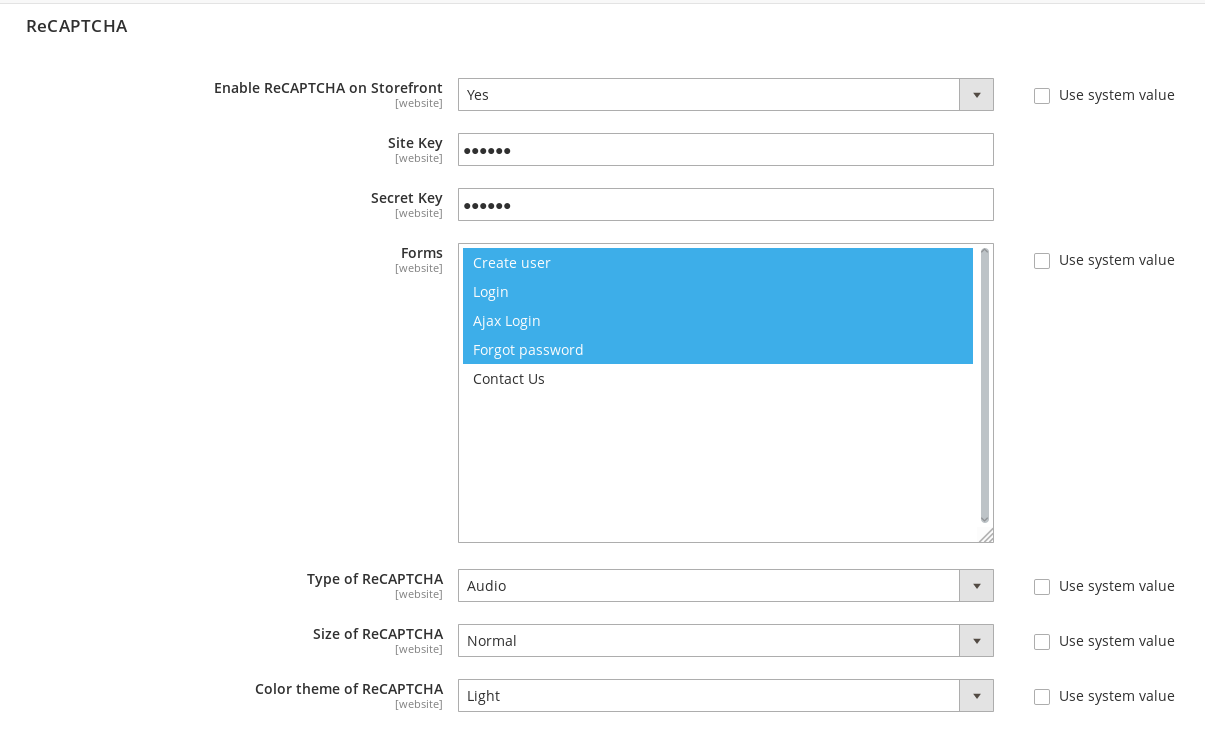 ReCAPTCHA
Enable ReCAPTCHA on Storefront
[website]
Yes
Use system value
Site Key
[website]
••••••
Secret Key
[website]
••••••
Forms
[website]
Create user
Login
Ajax Login
Forgot password
Contact Us
Use system value
Type of ReCAPTCHA
[website]
Audio
Use system value
Size of ReCAPTCHA
[website]
Normal
Use system value
Color theme of ReCAPTCHA
[website]
Light
Use system value